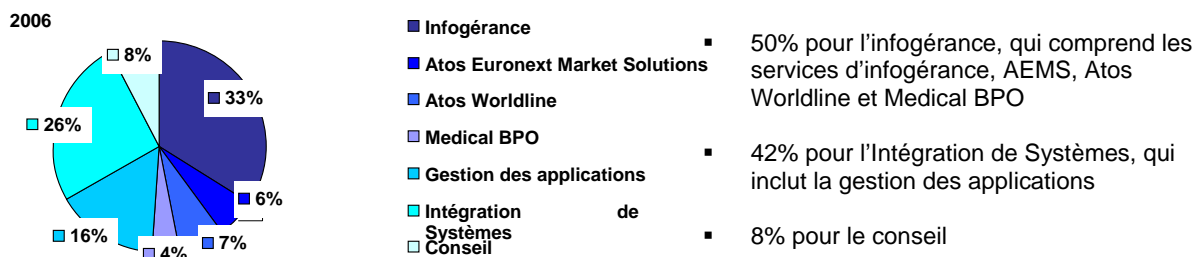 2006
8%
33%
26%
6%
16%
4%
7%
Infogérance
Atos Euronext Market Solutions
Atos Worldline
Medical BPO
Gestion des applications
Intégration de
Systèmes
Conseil
▪ 50% pour l’infogérance, qui comprend les
services d’infogérance, AEMS, Atos
Worldline et Medical BPO
▪ 42% pour l’Intégration de Systèmes, qui
inclut la gestion des applications
▪ 8% pour le conseil